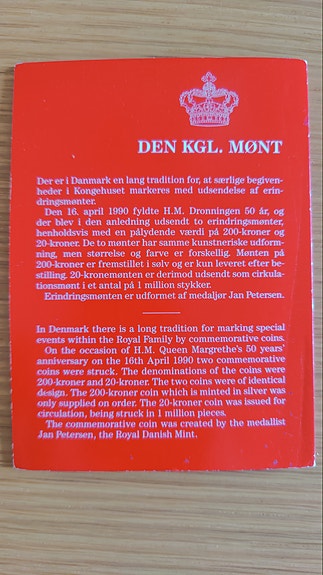 DEN KGL. MØNT
Der er i Danmark en lang tradition for, at særlige begiven-
heder i Kongehuset markeres med udsendelse af erin-
dringsmønter.
Den 16. april 1990 fyldte H.M. Dronningen 50 år, og
der blev i den anledning udsendt to erindringsmønter,
henholdsvis med en pålydende værdi på 200-kroner og
20-kroner. De to mønter har samme kunstneriske udform-
ning, men størrelse og farve er forskellig. Mønten på
200-kroner er fremstillet i sølv og er kun leveret efter be-
stilling. 20-kronemønten er derimod udsendt som cirkula-
tionsmønt i et antal på 1 million stykker.
Erindringsmønten er udformet af medaljør Jan Petersen.
In Denmark there is a long tradition for marking special
events within the Royal Family by commemorative coins.
On the occasion of H.M. Queen Margrethe's 50 years'
anniversary on the 16th April 1990 two commemorative
coins were struck. The denominations of the coins were
200-kroner and 20-kroner. The two coins were of identical
design. The 200-kroner coin which is minted in silver was
only supplied on order. The 20-kroner coin was issued for
circulation, being struck in 1 million pieces.
The commemorative coin was created by the medallist
Jan Petersen, the Royal Danish Mint.